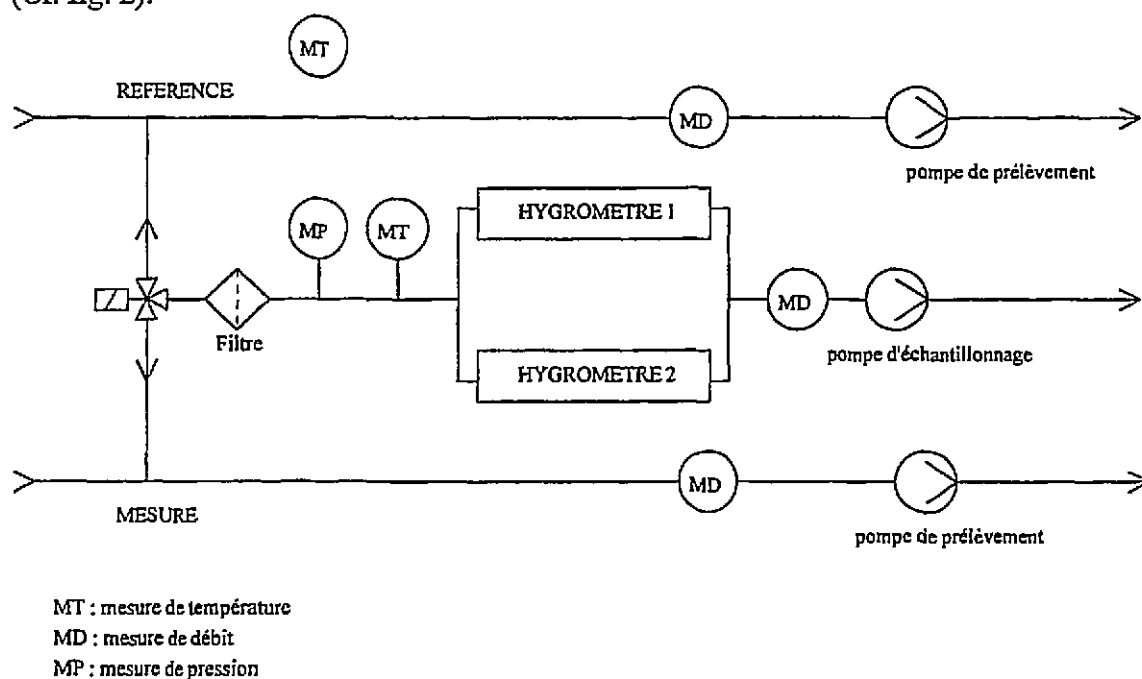 (Cf. fig. 2).
MT
REFERENCE
MD
pompe de prélèvement
HYGROMETRE 1
MP
MT
MD
Filtre
pompe d'échantillonnage
HYGROMETRE 2
MD
MESURE
pompe de prélèvement
MT : mesure de température
MD : mesure de débit
MP : mesure de pression